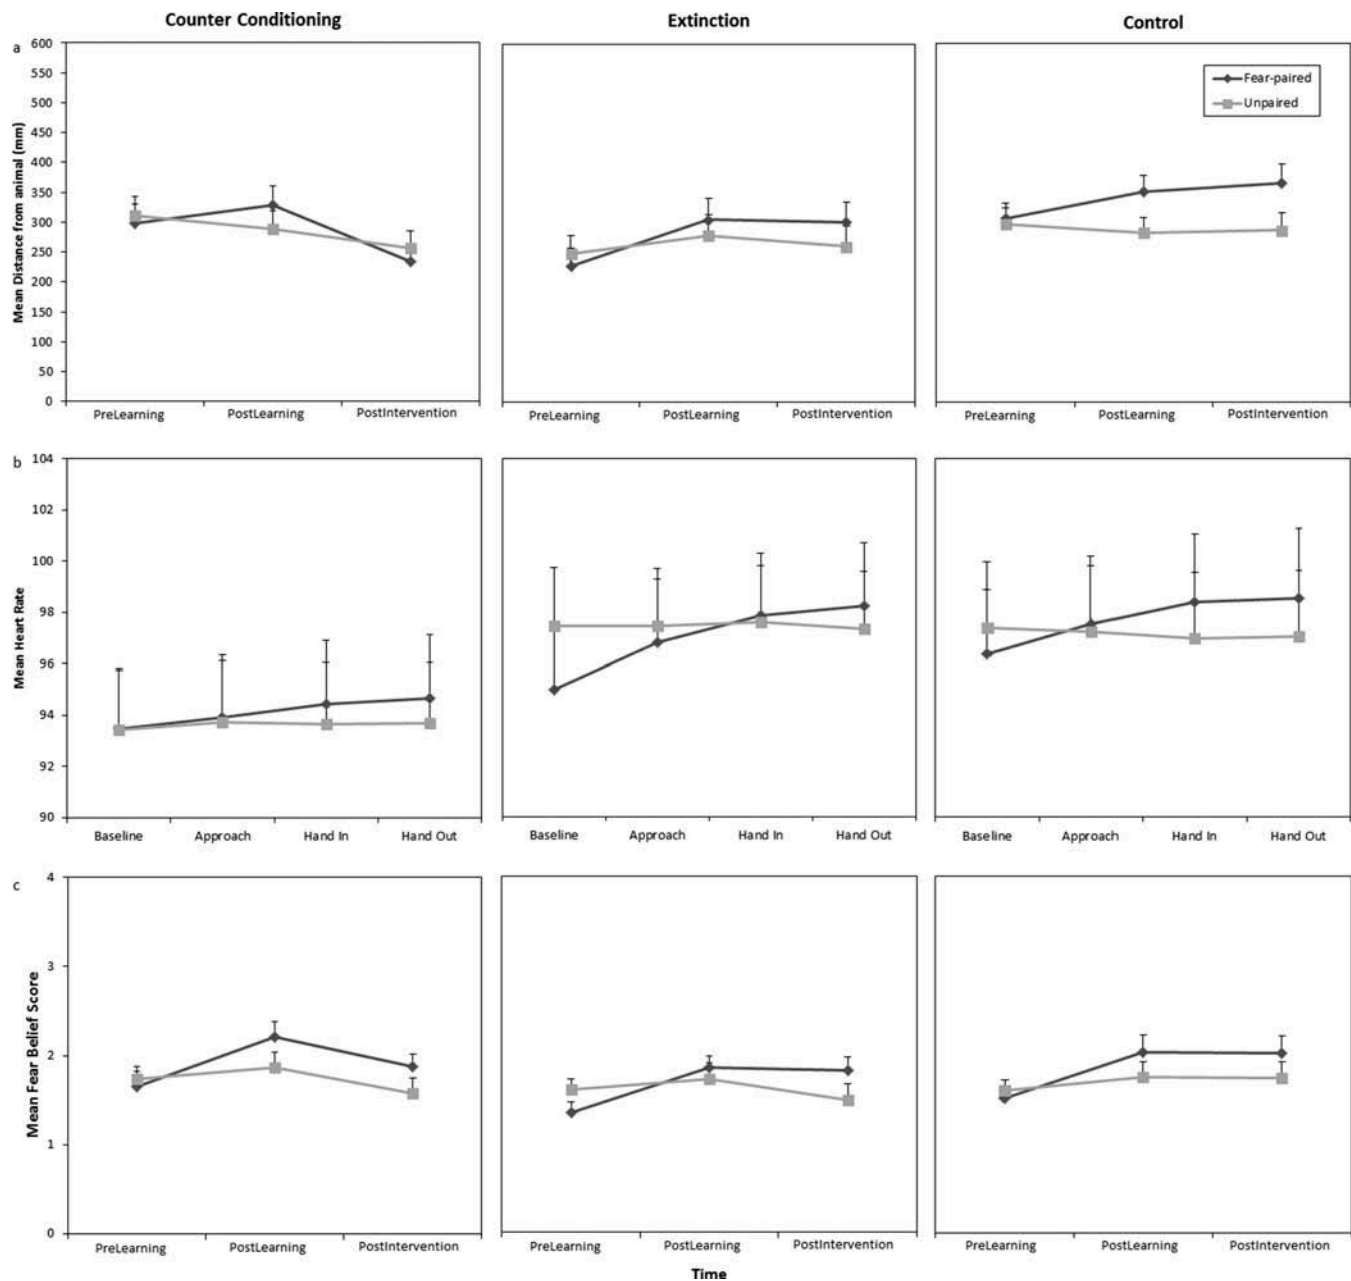 Counter Conditioning
Extinction
Control
a
Mean Distance from animal (mm)
600
550
500
450
400
350
300
250
200
150
100
50
0
Fear-paired
Unpaired
PreLearning PostLearning PostIntervention
PreLearning PostLearning PostIntervention
PreLearning PostLearning PostIntervention
b
Mean Heart Rate
104
102
100
98
96
94
92
90
Baseline Approach Hand In Hand Out
Baseline Approach Hand In Hand Out
Baseline Approach Hand In Hand Out
c
Mean Fear Belief Score
4
3
2
1
0
PreLearning PostLearning PostIntervention
PreLearning PostLearning PostIntervention
PreLearning PostLearning PostIntervention
Time